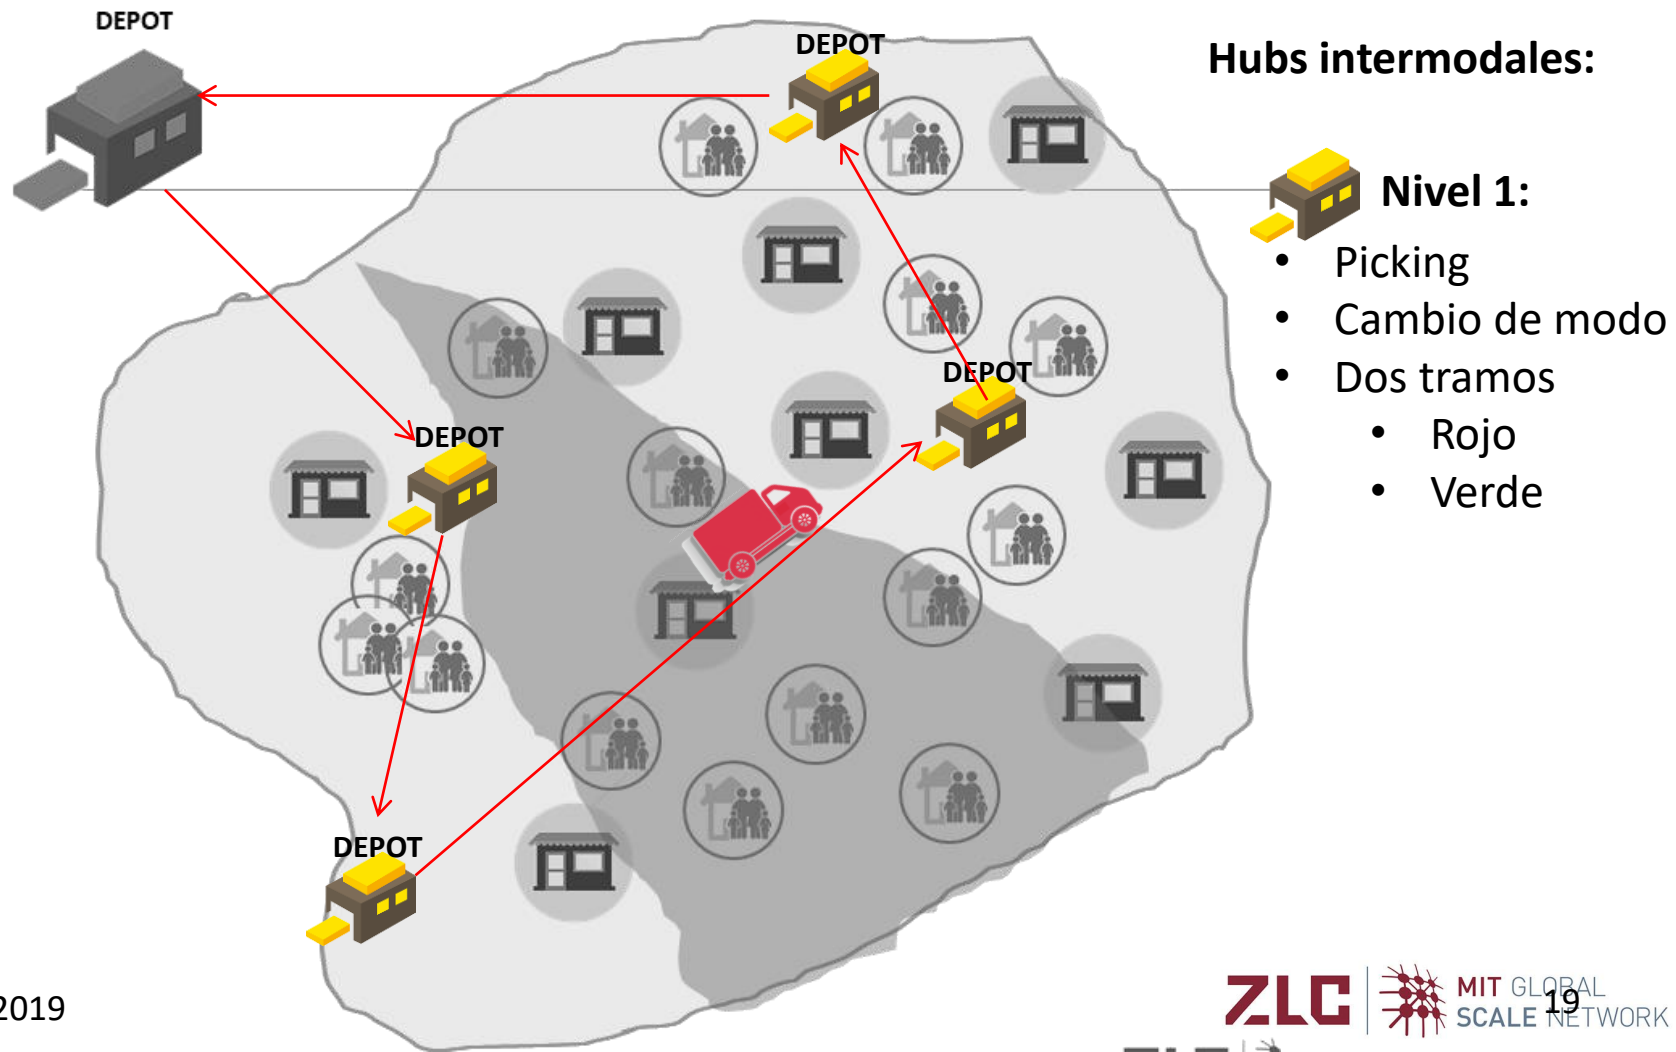 DEPOT
DEPOT
Hubs intermodales:
Nivel 1:
• Picking
• Cambio de modo
• Dos tramos
• Rojo
• Verde
DEPOT
DEPOT
DEPOT
2019
ZLC
MIT GLOBAL
SCALE NETWORK
19